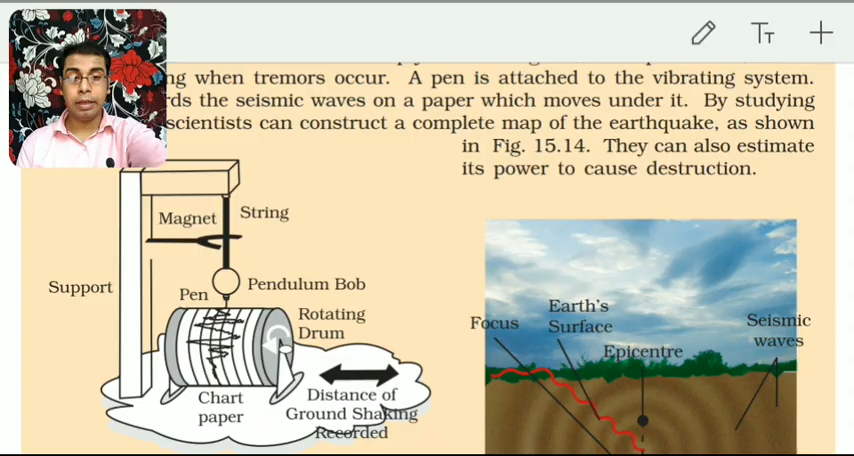 ng when tremors occur. A pen is attached to the vibrating system.
rds the seismic waves on a paper which moves under it. By studying
scientists can construct a complete map of the earthquake, as shown
in Fig. 15.14. They can also estimate
its power to cause destruction.
Magnet
String
Support
Pen
Pendulum Bob
Rotating
Drum
Chart
paper
Distance of
Ground Shaking
Recorded
Focus
Earth's
Surface
Epicentre
Seismic
waves
TT